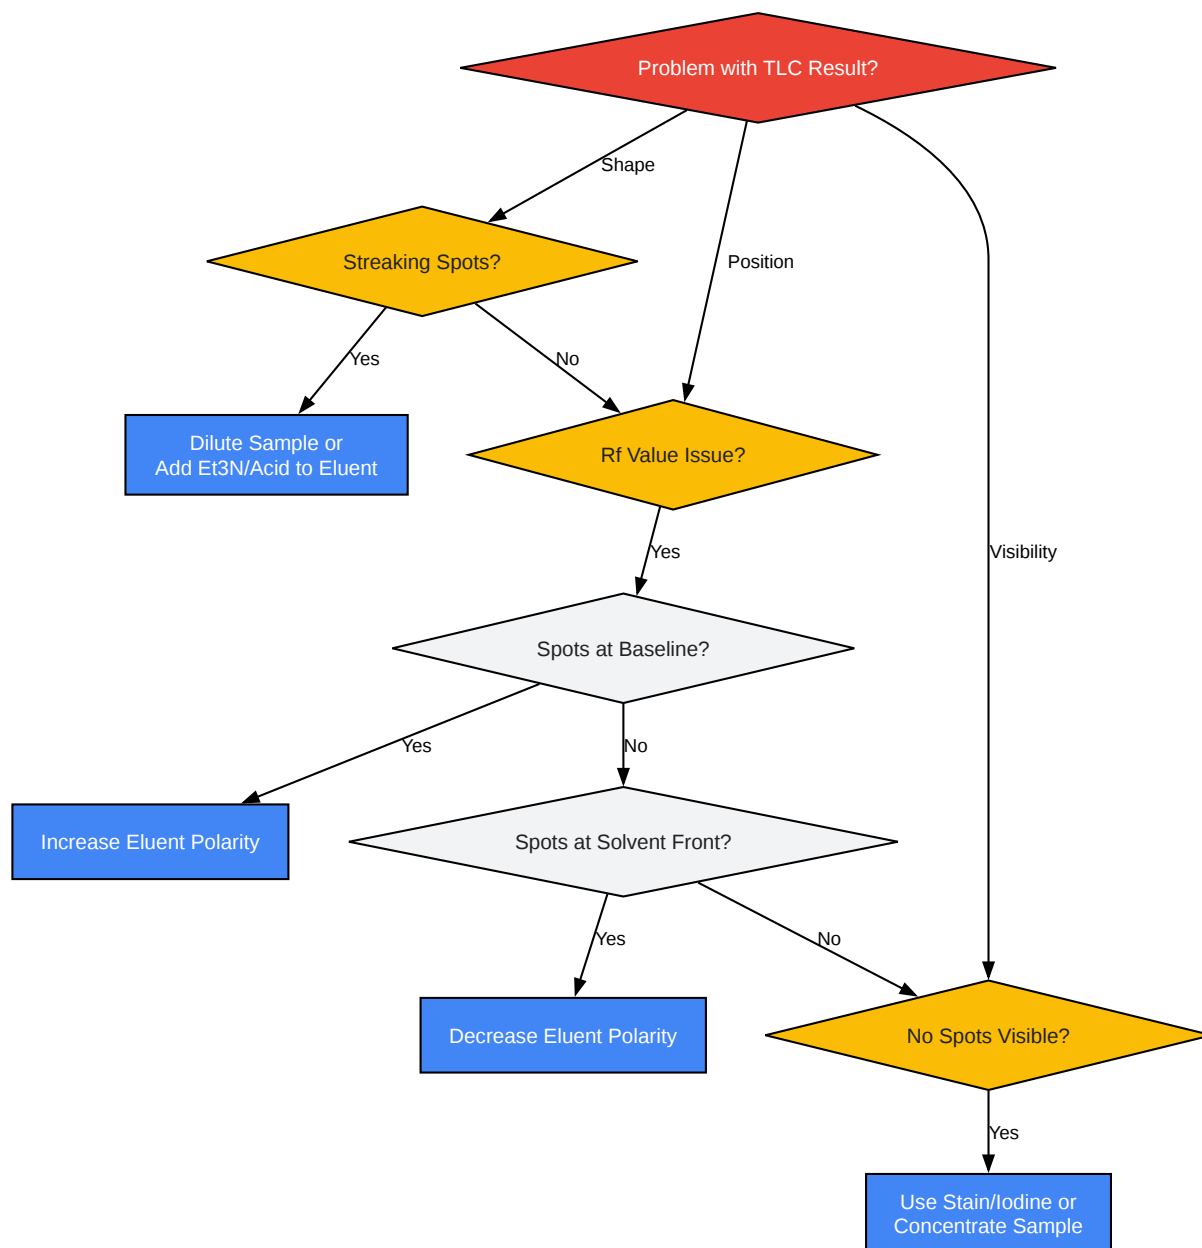 Problem with TLC Result?
Shape
Streaking Spots?
Position
Yes
No
Dilute Sample or
Add Et3N/Acid to Eluent
Rf Value Issue?
Yes
Visibility
Spots at Baseline?
Yes
No
Increase Eluent Polarity
Spots at Solvent Front?
Yes
No
Decrease Eluent Polarity
No Spots Visible?
Yes
Use Stain/Iodine or
Concentrate Sample